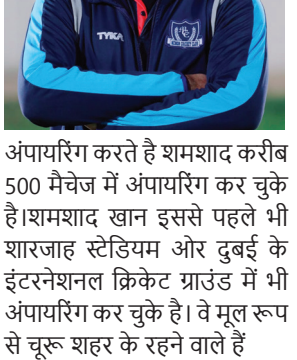 TYKA
अंपायरिंग करते है शमशाद करीब
500 मैचेज में अंपायरिंग कर चुके
है।शमशाद खान इससे पहले भी
शारजाह स्टेडियम ओर दुबई के
इंटरनेशनल क्रिकेट ग्राउंड में भी
अंपायरिंग कर चुके है। वे मूल रूप
से चूरू शहर के रहने वाले हैं